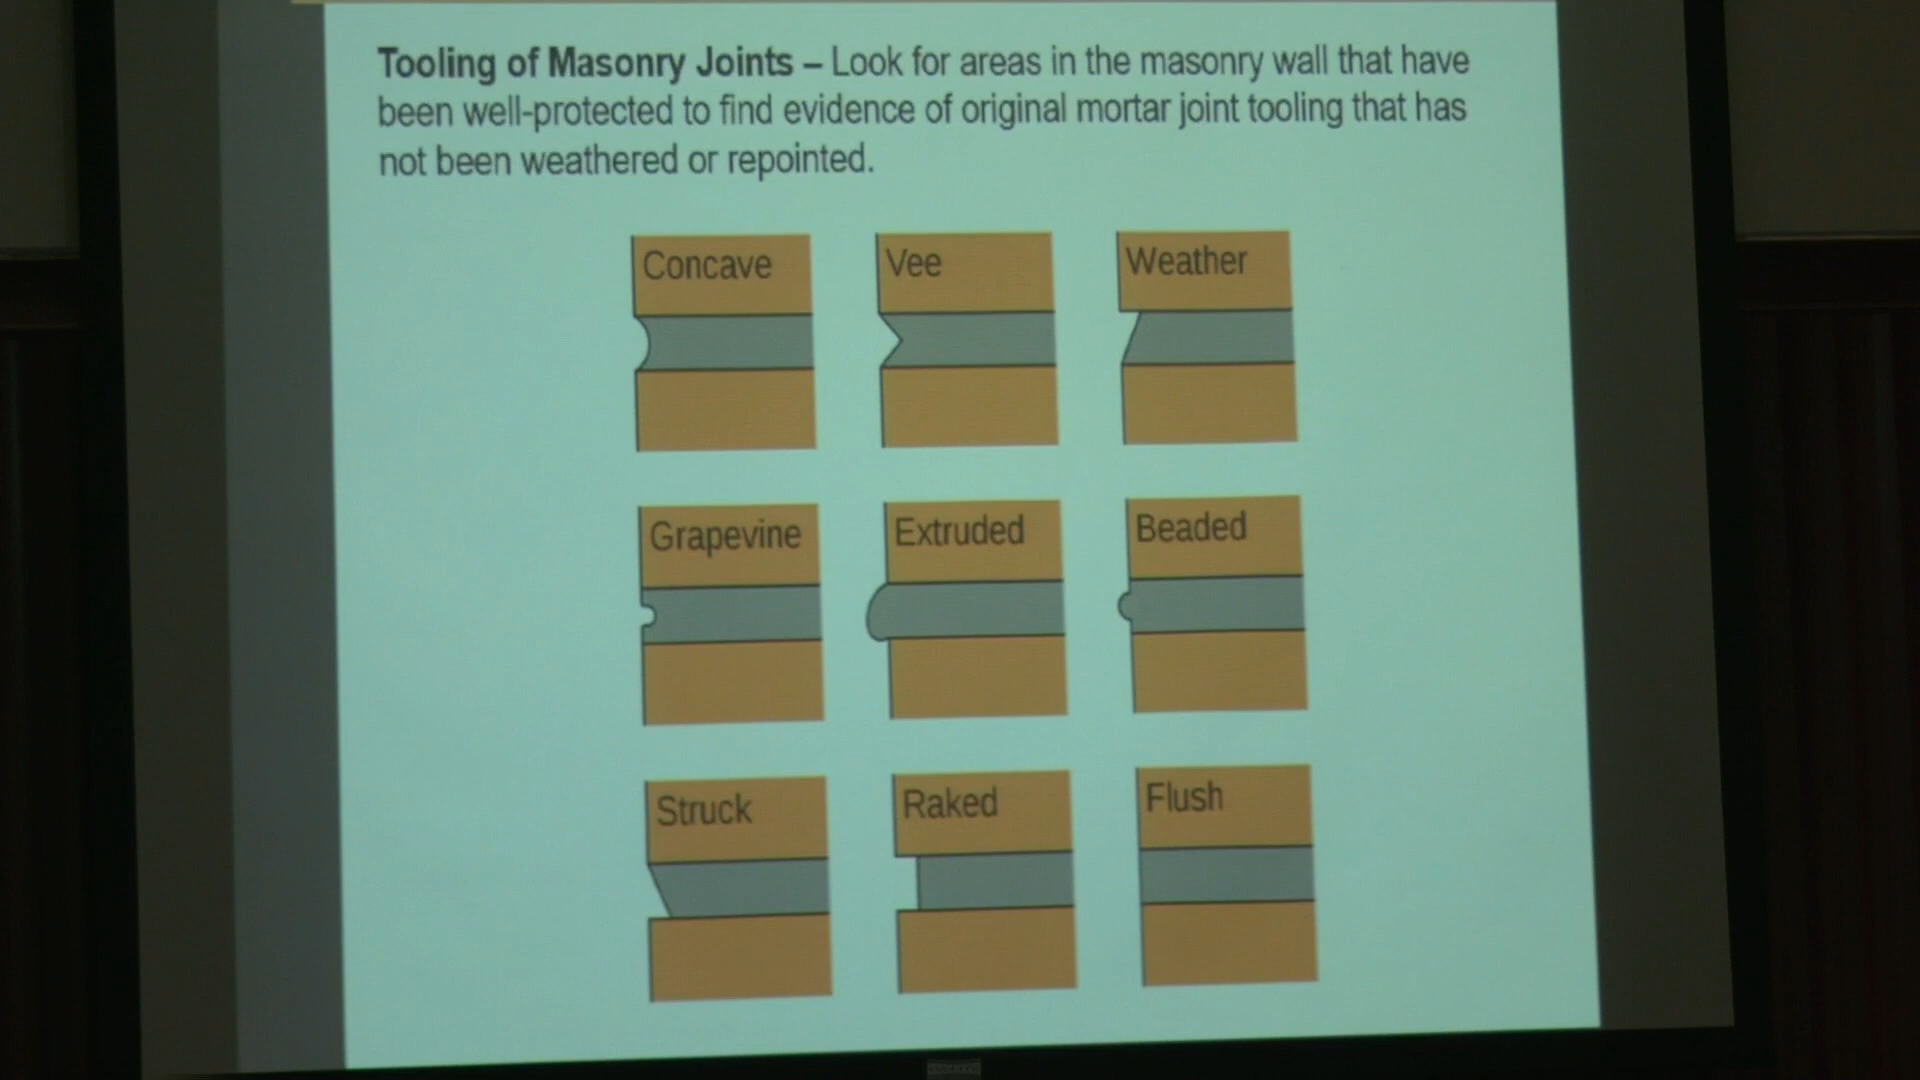 Tooling of Masonry Joints – Look for areas in the masonry wall that have
been well-protected to find evidence of original mortar joint tooling that has
not been weathered or repointed.
Concave
Vee
Weather
Grapevine
Extruded
Beaded
Struck
Raked
Flush